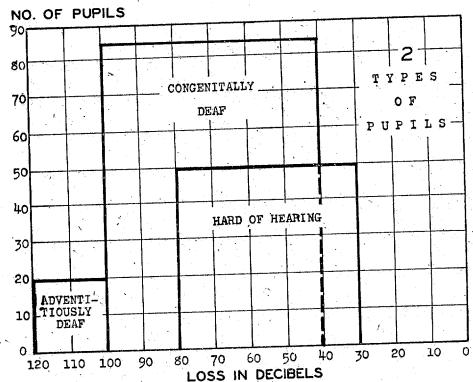 NO. OF PUPILS
90
80
70
60
50
40
30
20
10
0
2
TYPES
OF
PUPILS
CONGENITALLY
DEAF
HARD OF HEARING
ADVENTI-
TIOUSLY
DEAF
120 110 100 90 80 70 60 50 40 30 20 10 0
LOSS IN DECIBELS